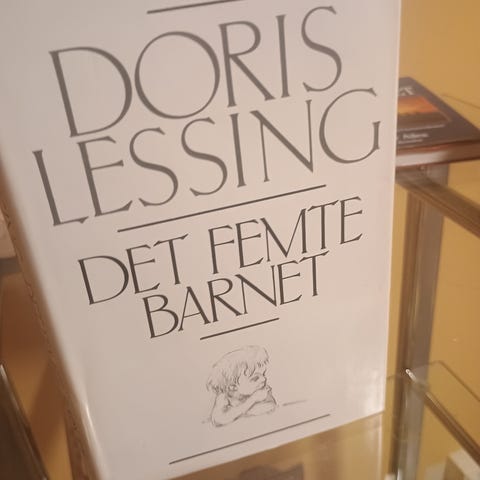 DORIS
LESSING
DET FEMTE
BARNET